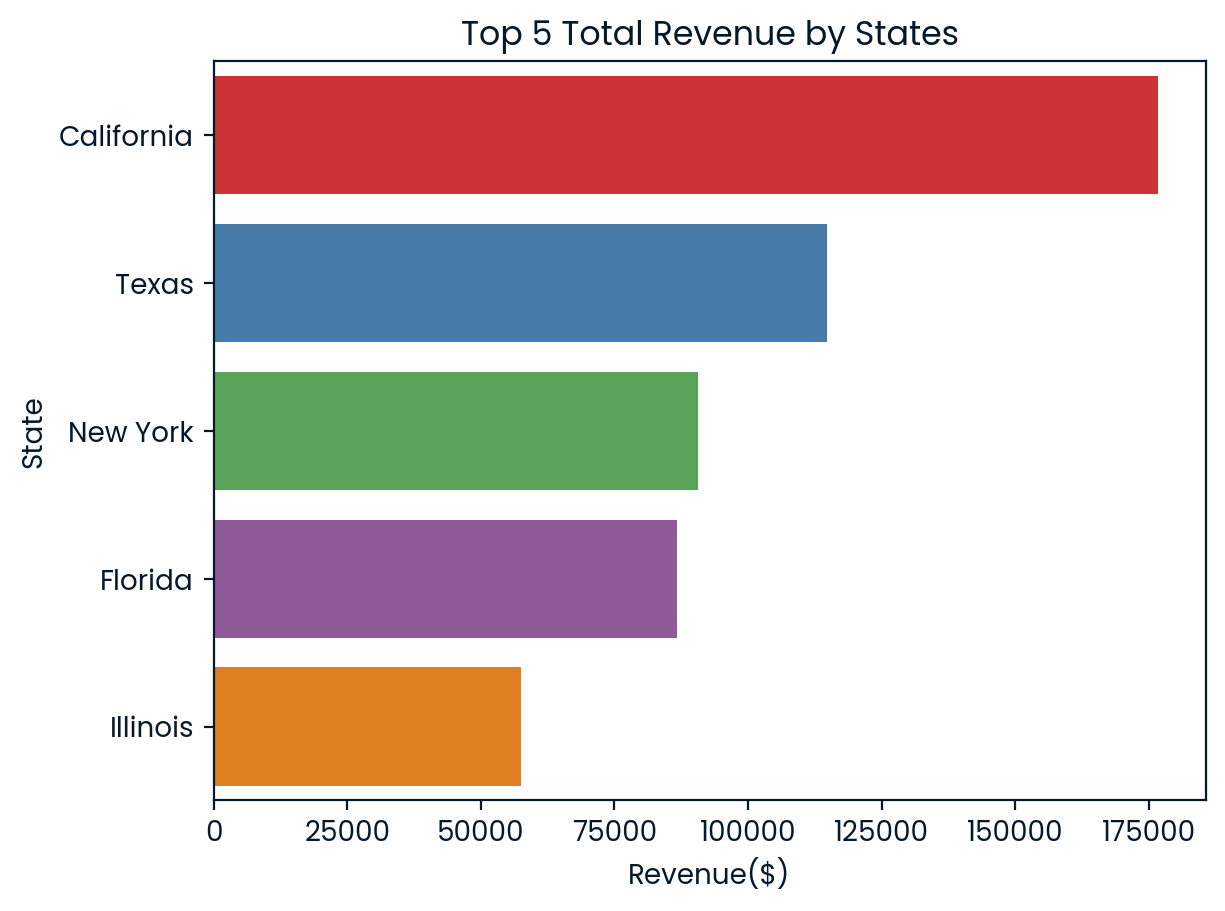 Top 5 Total Revenue by States
California
Texas
New York
Florida
Illinois
State
0 25000 50000 75000 100000 125000 150000 175000
Revenue($)